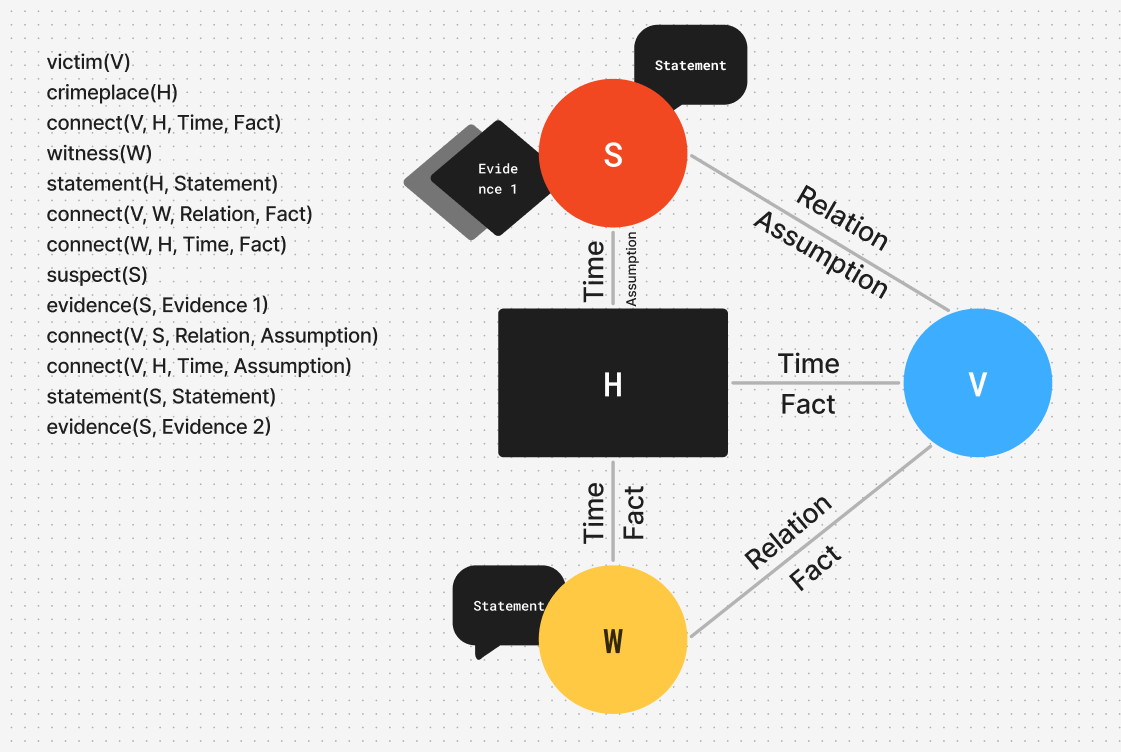 victim(V)
crimeplace(H)
connect(V, H, Time, Fact)
witness(W)
statement(H, Statement)
connect(V, W, Relation, Fact)
connect(W, H, Time, Fact)
suspect(S)
evidence(S, Evidence 1)
connect(V, S, Relation, Assumption)
connect(V, H, Time, Assumption)
statement(S, Statement)
evidence(S, Evidence 2)
Statement
S
Evide
nce 1
Relation
Assumption
Time
Assumption
H
Time
Fact
V
Time
Fact
Relation
Fact
Statement
W